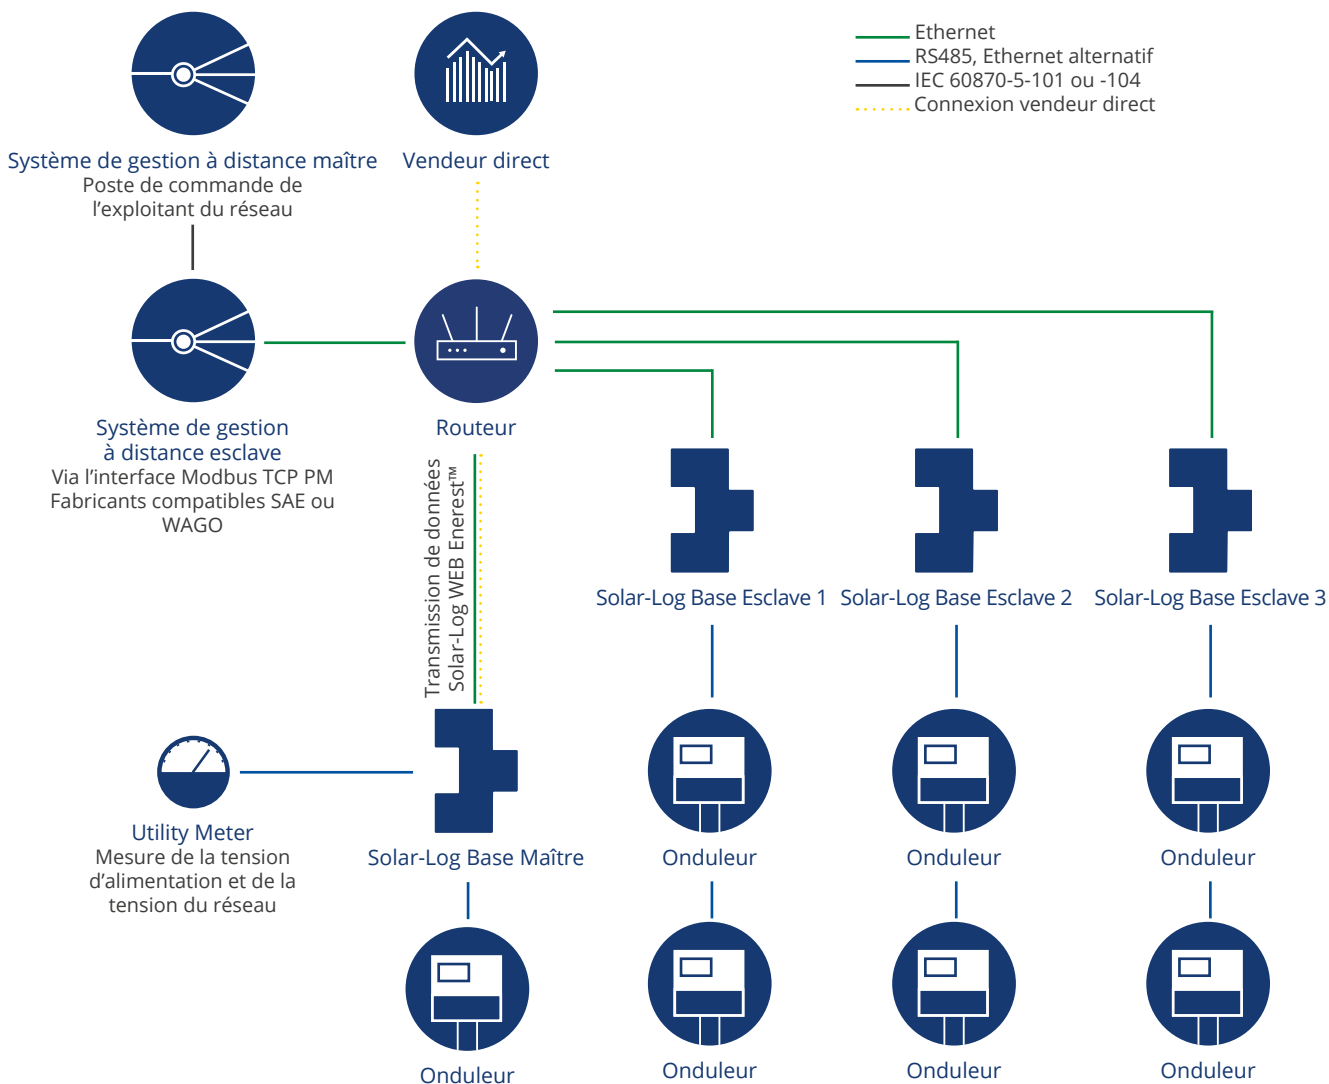 Ethernet
RS485, Ethernet alternatif
IEC 60870-5-101 ou -104
Connexion vendeur direct
Système de gestion à distance maître
Poste de commande de
l’exploitant du réseau
Vendeur direct
Système de gestion
à distance esclave
Via l’interface Modbus TCP PM
Fabricants compatibles SAE ou
WAGO
Routeur
Transmission de données
Solar-Log WEB Enerest™
Solar-Log Base Esclave 1
Solar-Log Base Esclave 2
Solar-Log Base Esclave 3
Utility Meter
Mesure de la tension
d’alimentation et de la
tension du réseau
Solar-Log Base Maître
Onduleur
Onduleur
Onduleur
Onduleur
Onduleur
Onduleur
Onduleur